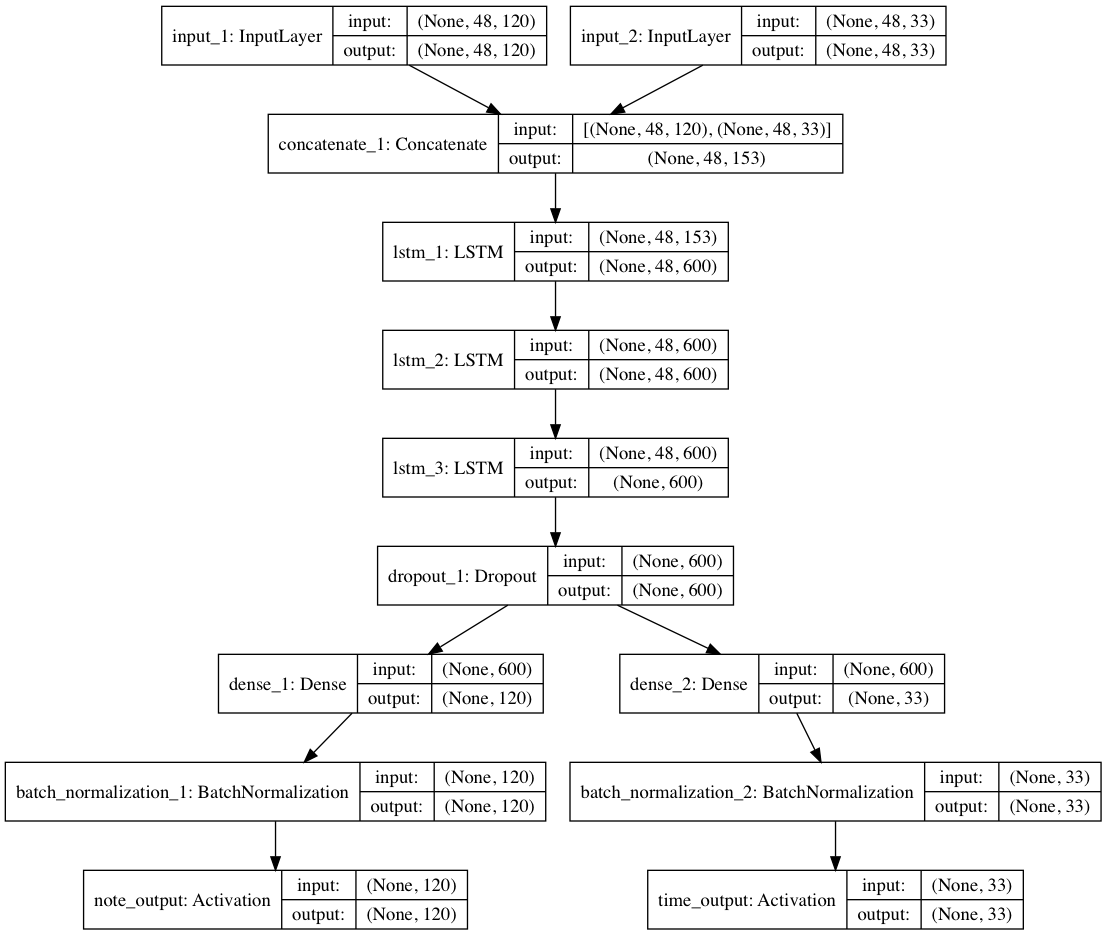 input_1: InputLayer
input: (None, 48, 120)
output: (None, 48, 120)
input_2: InputLayer
input: (None, 48, 33)
output: (None, 48, 33)
concatenate_1: Concatenate
input: [(None, 48, 120), (None, 48, 33)]
output: (None, 48, 153)
lstm_1: LSTM
input: (None, 48, 153)
output: (None, 48, 600)
lstm_2: LSTM
input: (None, 48, 600)
output: (None, 48, 600)
lstm_3: LSTM
input: (None, 48, 600)
output: (None, 600)
dropout_1: Dropout
input: (None, 600)
output: (None, 600)
dense_1: Dense
input: (None, 600)
output: (None, 120)
dense_2: Dense
input: (None, 600)
output: (None, 33)
batch_normalization_1: BatchNormalization
input: (None, 120)
output: (None, 120)
batch_normalization_2: BatchNormalization
input: (None, 33)
output: (None, 33)
note_output: Activation
input: (None, 120)
output: (None, 120)
time_output: Activation
input: (None, 33)
output: (None, 33)